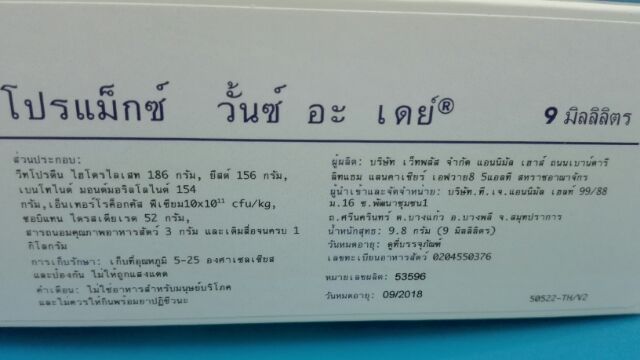 โปรแม็กซ์ วั้นซ์ อะ เดย์® 9 มิลลิลิตร
ส่วนประกอบ:
วีทโปรตีน ไฮโดรไลเสท 186 กรัม, ยีสต์ 156 กรัม,
เบนโทไนต์ มอนต์มอริลโลไนต์ 154
กรัม,เอ็นเทอร์โรค็อกคัส ฟีเซียม10x10¹¹ cfu/kg,
ซอบิแทน ไตรสเตียเรด 52 กรัม,
สารถนอมคุณภาพอาหารสัตว์ 3 กรัม และเติมสื่อจนครบ 1
กิโลกรัม
การเก็บรักษา: เก็บที่อุณหภูมิ 5-25 องศาเซลเซียส
และป้องกัน ไม่ให้ถูกแสงแดด
คำเตือน: ไม่ใช่อาหารสำหรับมนุษย์บริโภค
และไม่ควรให้กินพร้อมยาปฏิชีวนะ
ผู้ผลิต: บริษัท เว็ทพลัส จำกัด แอนนิมัล เฮาส์ ถนนเบาน์ดารี
ลิทแฮม แลนคาเชียร์ เอฟวาย8 5แอลที สหราชอาณาจักร
ผู้นำเข้าและจัดจำหน่าย: บริษัท.ที.เจ.แอนนิมัล เฮลท์ 99/88
ม.16 ซ.พัฒนาชุมชน1
ถ.ศรีนครินทร์ ต.บางแก้ว อ.บางพลี จ.สมุทปราการ
น้ำหนักสุทธ: 9.8 กรัม (9 มิลลิลิตร)
วันหมดอายุ: ดูที่บรรจุภัณฑ์
เลขทะเบียนอาหารสัตว์ 0204550376
หมายเลขผลิต: 53596
วันหมดอายุ: 09/2018
50522-TH/V2